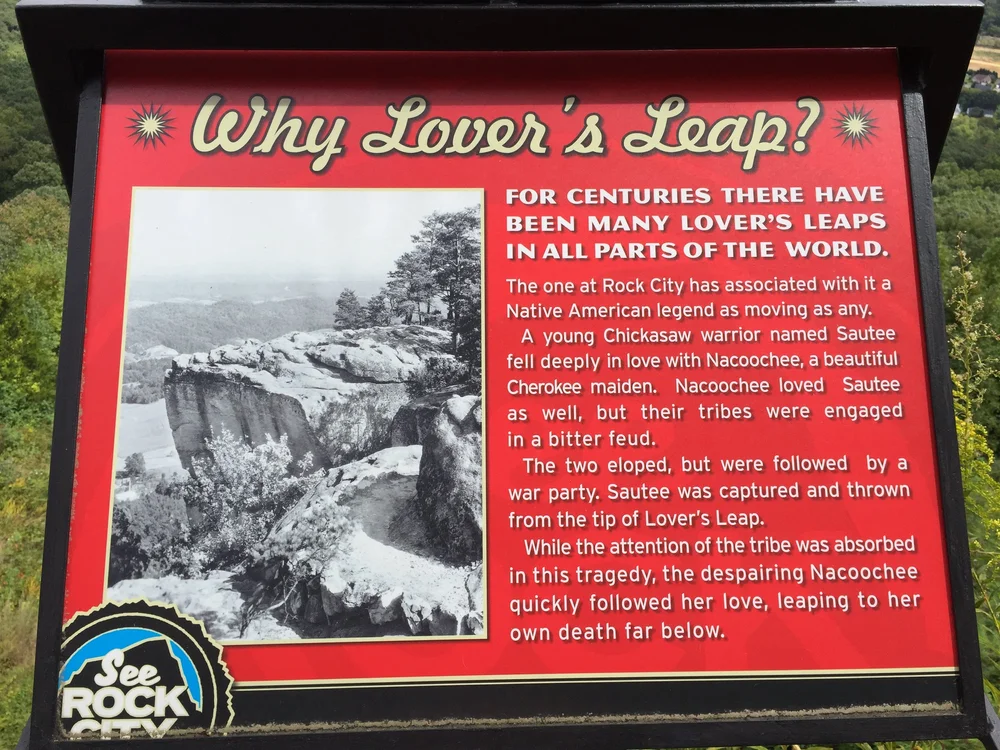 Why Lover's Leap?
FOR CENTURIES THERE HAVE
BEEN MANY LOVER'S LEAPS
IN ALL PARTS OF THE WORLD.
The one at Rock City has associated with it a
Native American legend as moving as any.
A young Chickasaw warrior named Sautee
fell deeply in love with Nacoochee, a beautiful
Cherokee maiden. Nacoochee loved Sautee
as well, but their tribes were engaged
in a bitter feud.
The two eloped, but were followed by a
war party. Sautee was captured and thrown
from the tip of Lover's Leap.
While the attention of the tribe was absorbed
in this tragedy, the despairing Nacoochee
quickly followed her love, leaping to her
own death far below.
See
ROCK
CITY